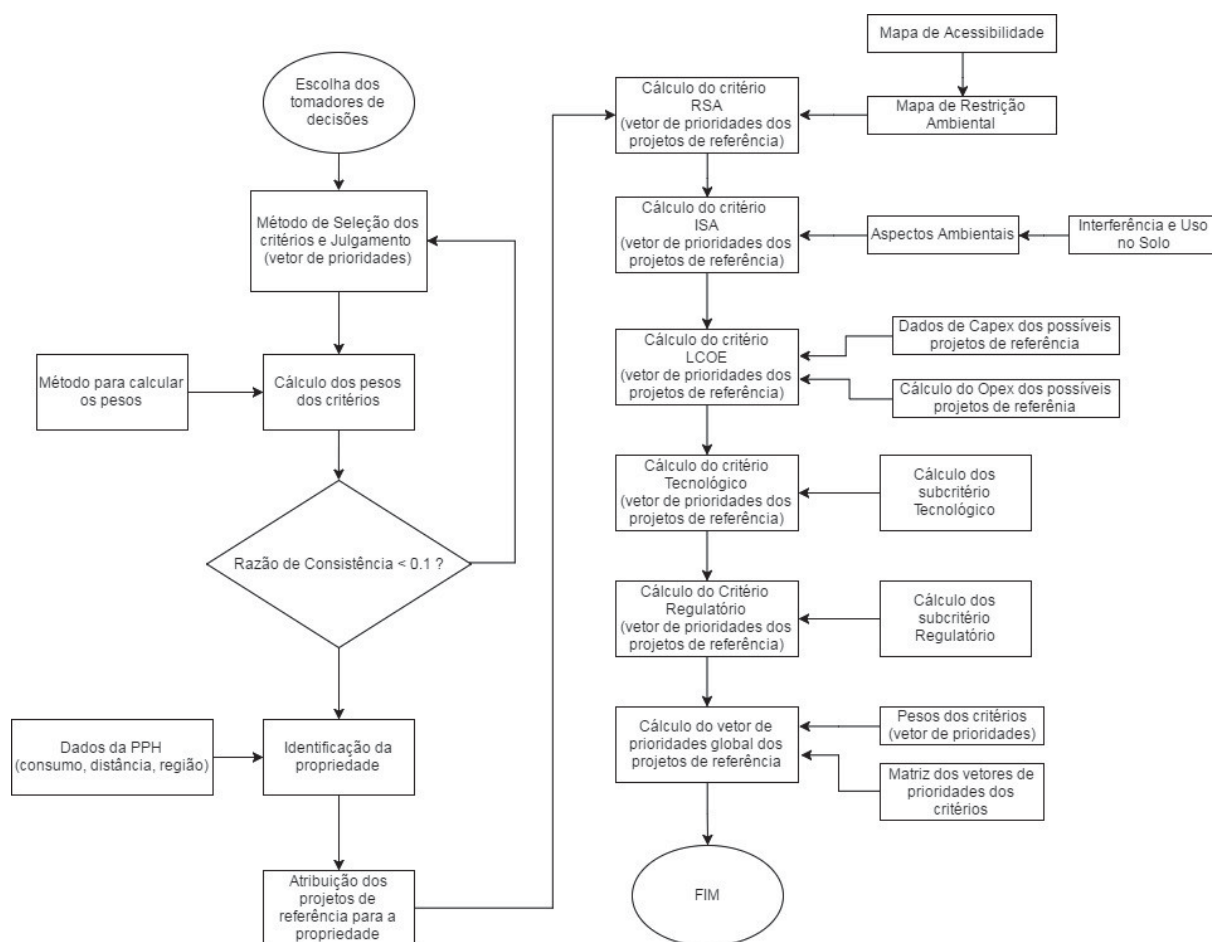 Escolha dos
tomadores de
decisões
Método de Seleção dos
critérios e Julgamento
(vetor de prioridades)
Método para calcular
os pesos
Cálculo dos pesos
dos critérios
Razão de Consistência < 0.1 ?
Dados da PPH
(consumo, distância, região)
Identificação da
propriedade
Atribuição dos
projetos de
referência para a
propriedade
Mapa de Acessibilidade
Cálculo do critério
RSA
(vetor de prioridades dos
projetos de referência)
Mapa de Restrição
Ambiental
Cálculo do critério
ISA
(vetor de prioridades dos
projetos de referência)
Aspectos Ambientais
Interferência e Uso
no Solo
Cálculo do critério
LCOE
(vetor de prioridades dos
projetos de referência)
Dados de Capex dos possíveis
projetos de referência
Cálculo do Opex dos possíveis
projetos de referênia
Cálculo do critério
Tecnológico
(vetor de prioridades dos
projetos de referência)
Cálculo dos
subcritério
Tecnológico
Cálculo do Critério
Regulatório
(vetor de prioridades dos
projetos de referência)
Cálculo dos
subcritério
Regulatório
Cálculo do vetor de
prioridades global dos
projetos de referência
Pesos dos critérios
(vetor de prioridades)
Matriz dos vetores de
prioridades dos
critérios
FIM